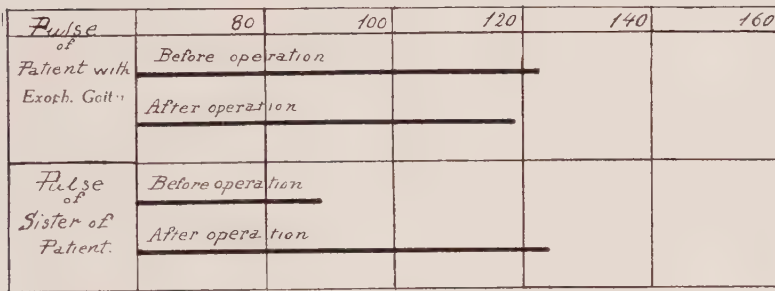 80 100 120 140 160
Pulse
of
Patient with
Exoph. Goit
Before operation
After operation
Pulse
of
Sister of
Patient.
Before operation
After operation